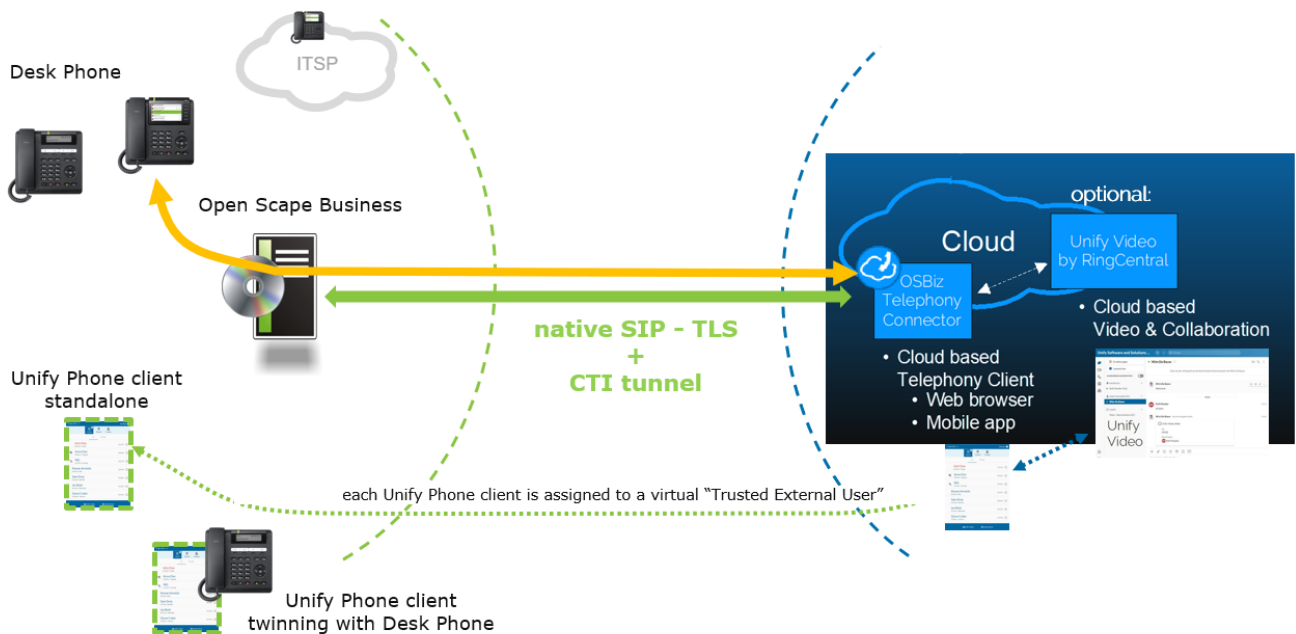 ITSP
Desk Phone
Open Scape Business
optional:
Cloud
Unify Video
by RingCentral
OSBiz
Telephony
Connector
native SIP - TLS
+
CTI tunnel
• Cloud based
Video & Collaboration
• Cloud based
Telephony Client
• Web browser
• Mobile app
Unify
Video
Unify Phone client
standalone
each Unify Phone client is assigned to a virtual “Trusted External User”
Unify Phone client
twinning with Desk Phone